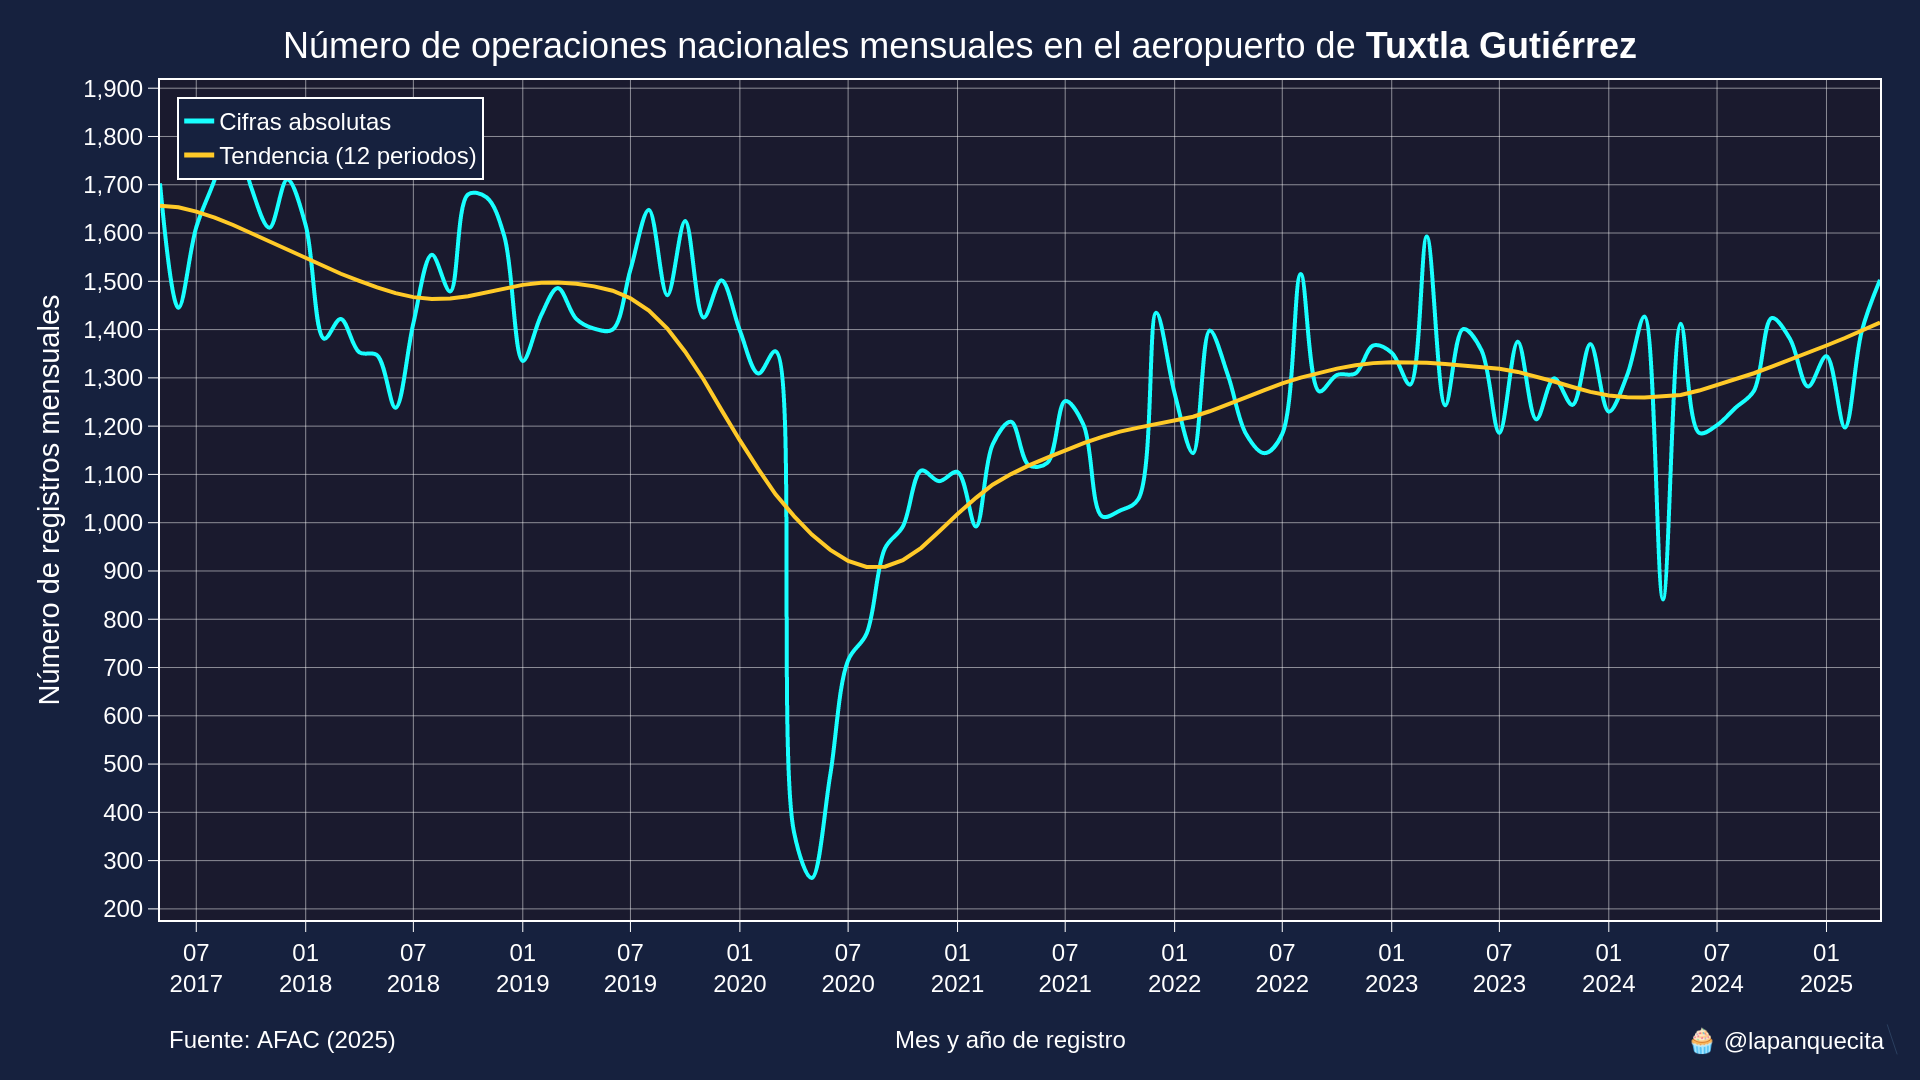 Número de operaciones nacionales mensuales en el aeropuerto de Tuxtla Gutiérrez
Cifras absolutas
Tendencia (12 periodos)
Número de registros mensuales
1,900
1,800
1,700
1,600
1,500
1,400
1,300
1,200
1,100
1,000
900
800
700
600
500
400
300
200
07 01 07 01 07 01 07 01 07 01 07 01 07 01 07 01
2017 2018 2018 2019 2019 2020 2020 2021 2021 2022 2022 2023 2023 2024 2024 2025
Fuente: AFAC (2025)
Mes y año de registro
🧁 @lapanquecita